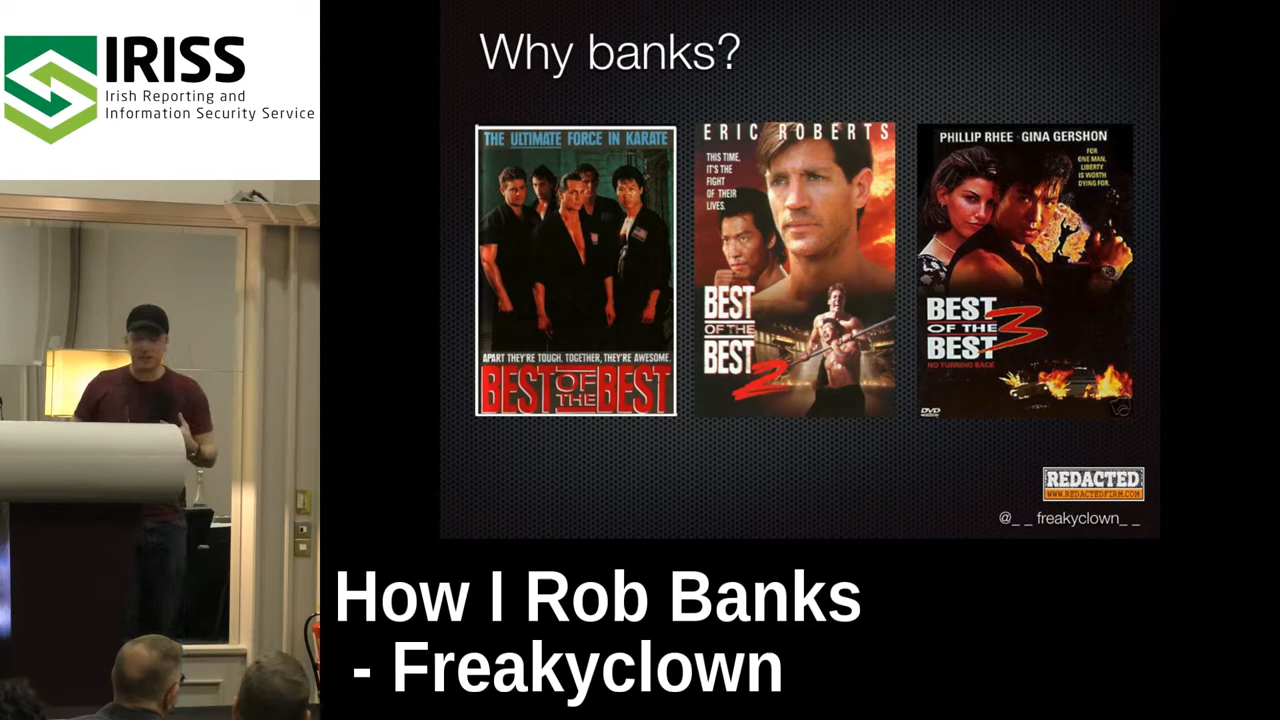 IRISS
Irish Reporting and
Information Security Service
Why banks?
THE ULTIMATE FORCE IN KARATE
APART THEY'RE TOUGH. TOGETHER, THEY'RE AWESOME.
BEST OF THE BEST
ERIC ROBERTS
THIS TIME,
IT'S THE
FIGHT
OF THEIR
LIVES.
BEST
OF THE
BEST
2
PHILLIP RHEE · GINA GERSHON
FOR
ONE MAN,
LIBERTY
IS WORTH
DYING FOR.
BEST
OF THE
BEST
3
NO TURNING BACK
DVD
REDACTED
WWW.REDACTEDFIRM.COM
@_ _ freakyclown_ _
How I Rob Banks
- Freakyclown